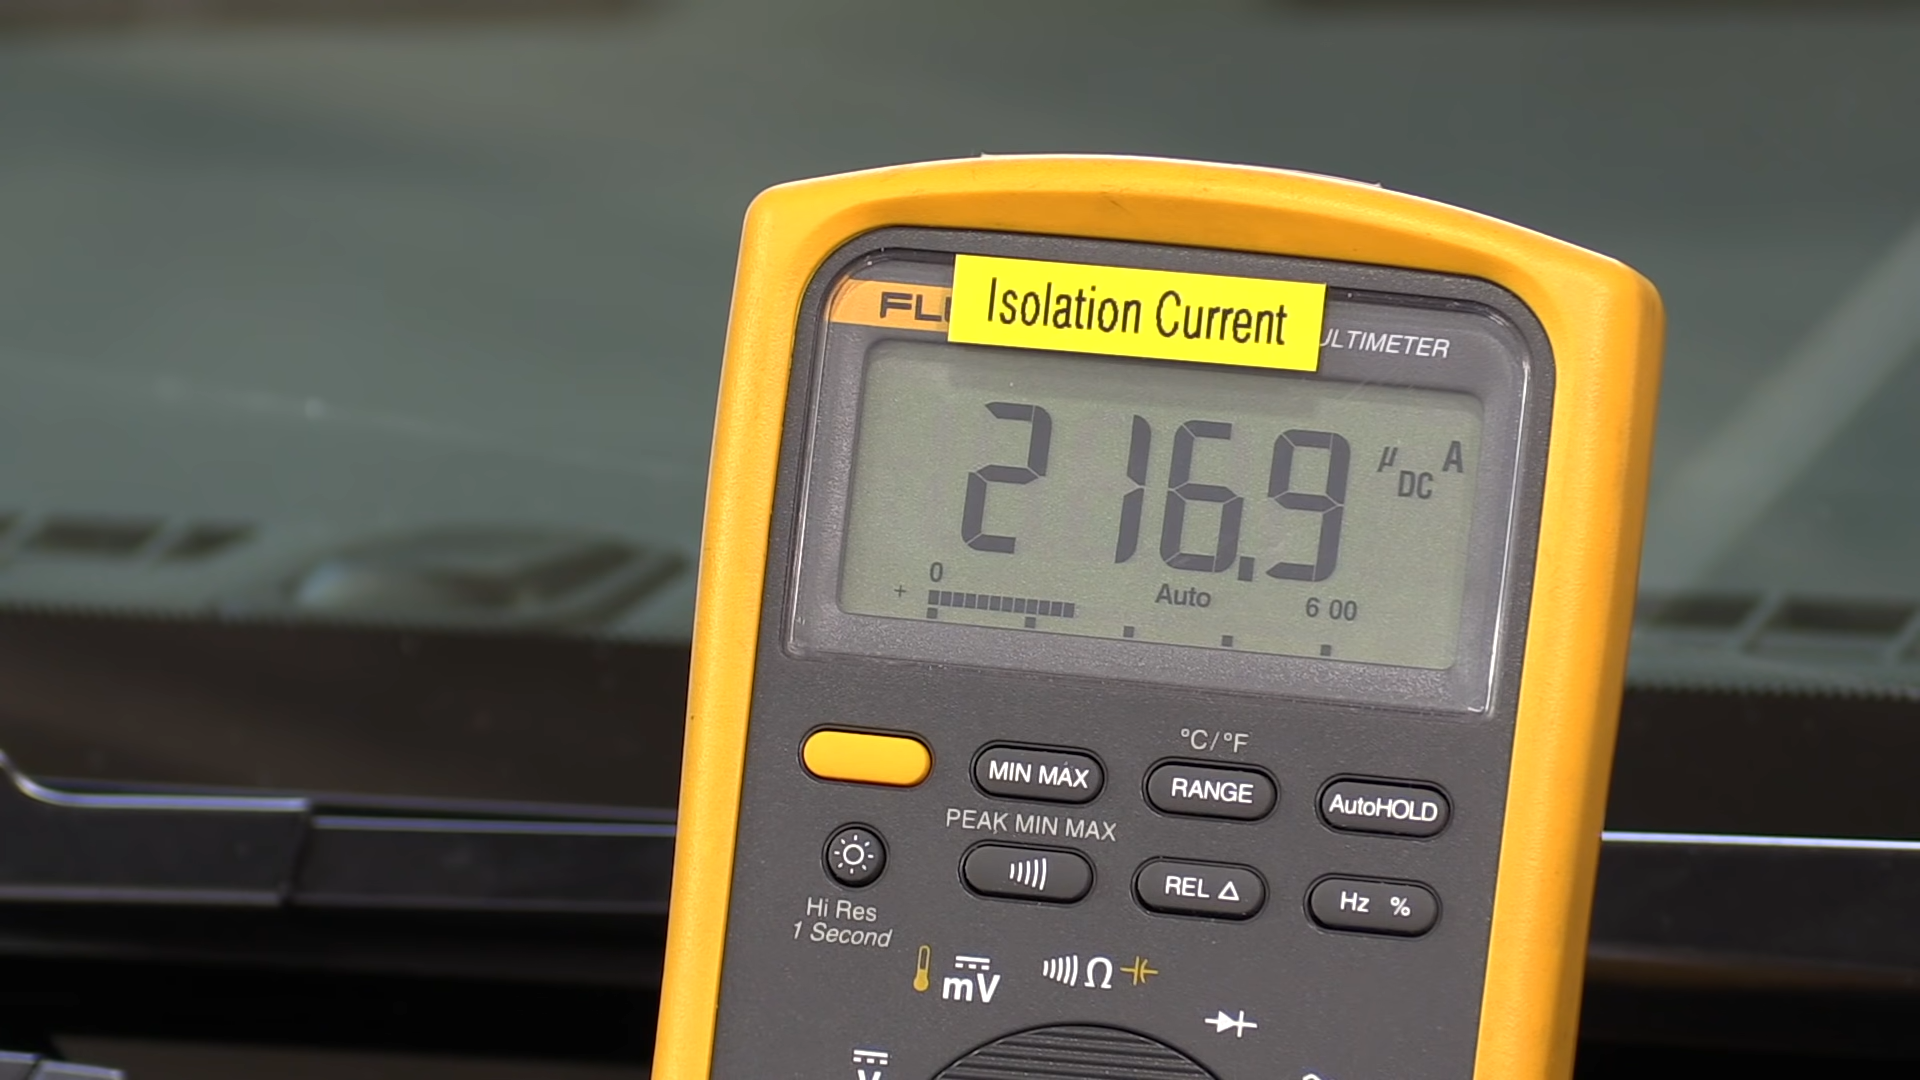 Isolation Current
FLU
ULTIMETER
216.9 µ DC A
0
+ Auto 6 00
°C/°F
MIN MAX RANGE AutoHOLD
PEAK MIN MAX
REL △ Hz %
Hi Res
1 Second
mV Ω
V